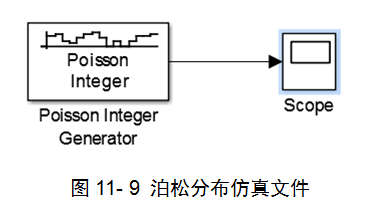 Poisson
Integer
Poisson Integer
Generator
Scope
图 11- 9 泊松分布仿真文件